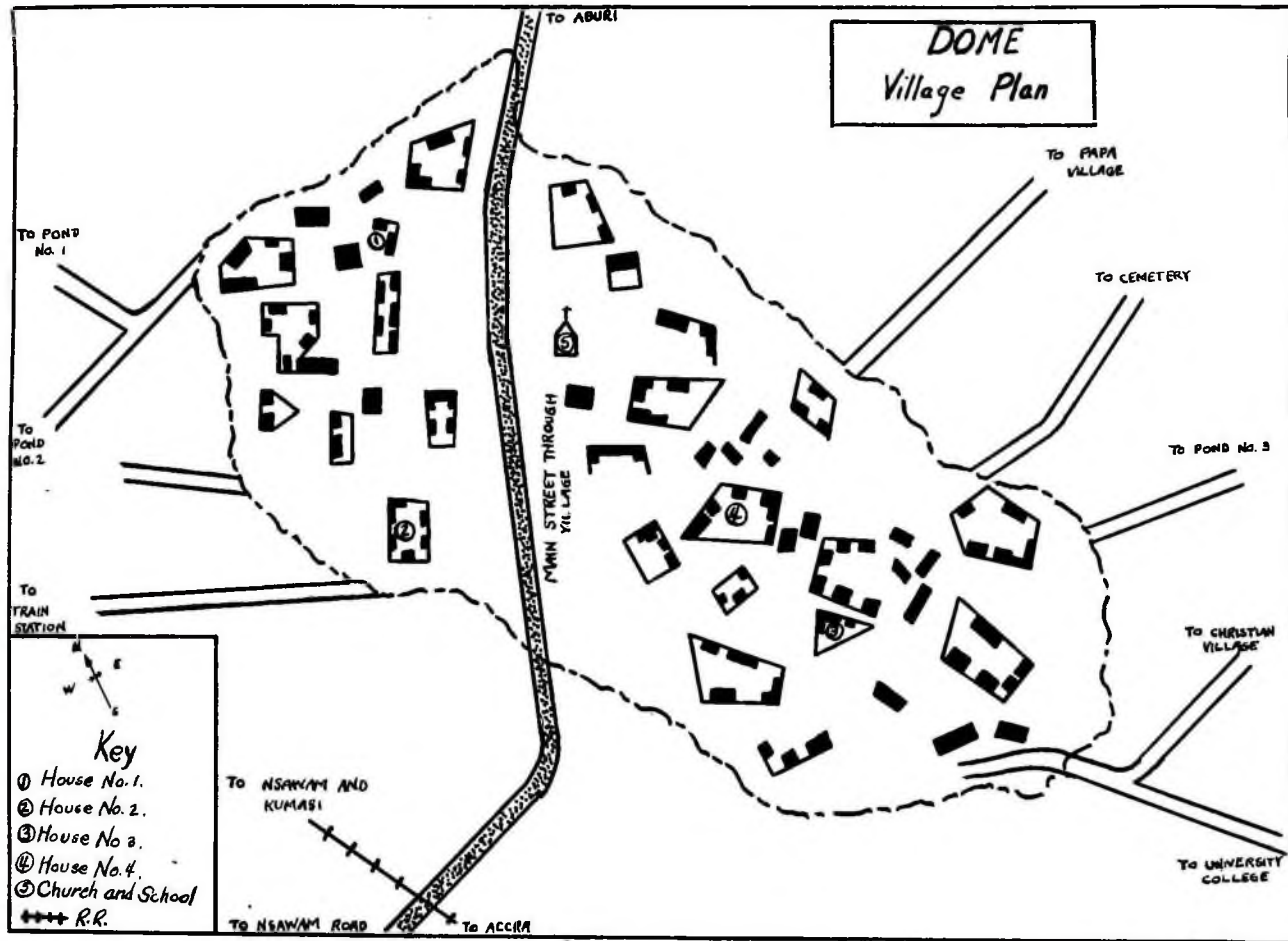 TO ABURI
DOME
Village Plan
TO PAPA
VILLAGE
TO POND
No. 1
TO CEMETERY
5
1
TO
POND
No. 2
TO POND No. 3
MAIN STREET THROUGH
VILLAGE
2
4
3
TO
TRAIN
STATION
TO CHRISTIAN
VILLAGE
N
E
W
S
Key
1 House No. 1.
2 House No. 2.
3 House No 3.
4 House No. 4.
5 Church and School
R.R.
TO NSAWAM AND
KUMASI
TO NSAWAM ROAD
TO ACCRA
TO UNIVERSITY
COLLEGE